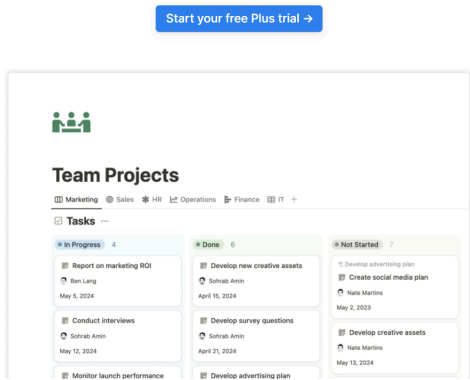 Start your free Plus trial →
Team Projects
Marketing Sales HR Operations Finance IT +
Tasks ...
In Progress 4
Done 6
Not Started 7
Report on marketing ROI
Ben Lang
May 5, 2024
Conduct interviews
Sohrab Amin
May 12, 2024
Monitor launch performance
Develop new creative assets
Sohrab Amin
April 15, 2024
Develop survey questions
Sohrab Amin
April 21, 2024
Develop advertising plan
Develop advertising plan
Create social media plan
Nate Martins
May 2, 2023
Develop creative assets
Nate Martins
May 13, 2024